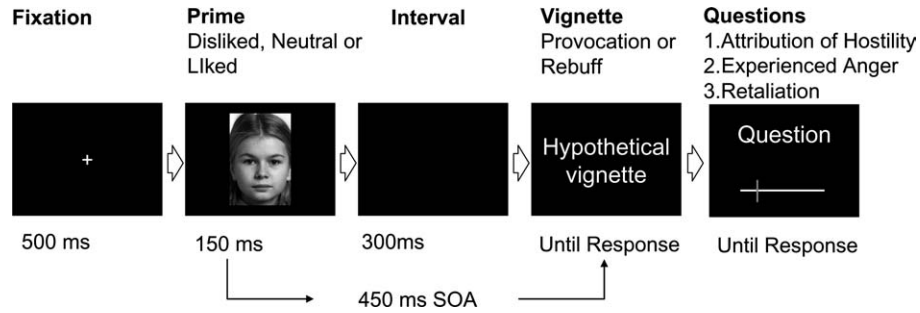 Fixation
Prime
Disliked, Neutral or
LIked
Interval
Vignette
Provocation or
Rebuff
Questions
1.Attribution of Hostility
2.Experienced Anger
3.Retaliation
+
Hypothetical
vignette
Question
500 ms
150 ms
300ms
Until Response
Until Response
450 ms SOA